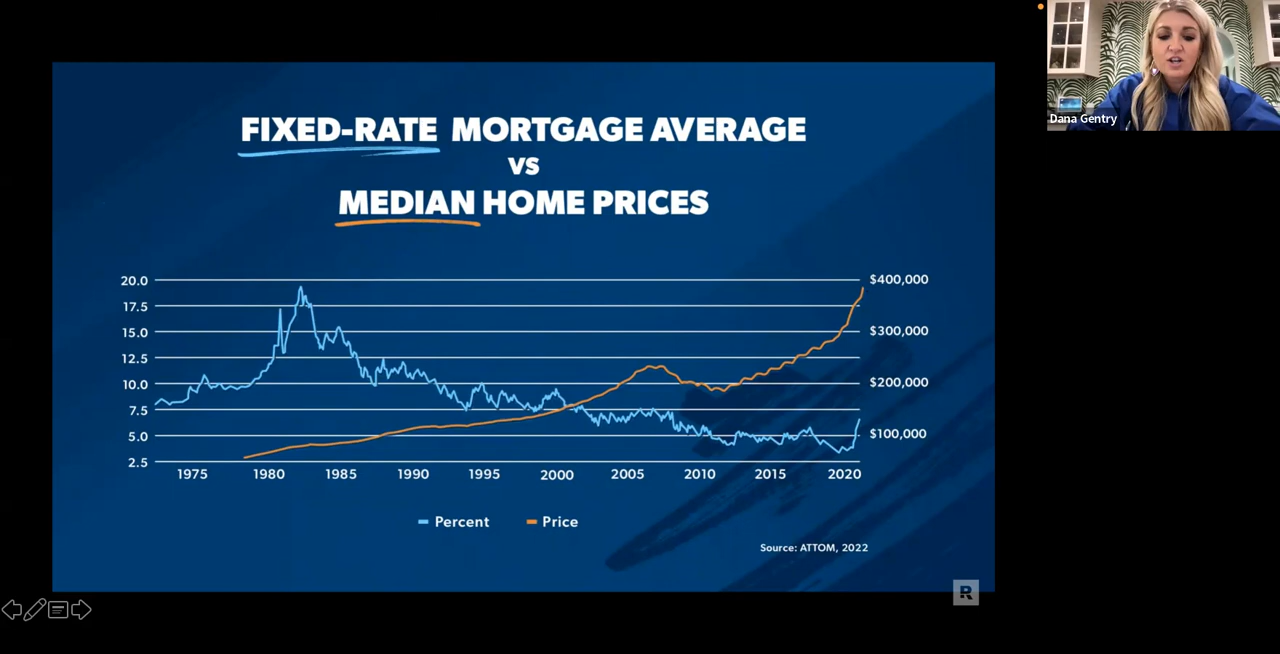 Dana Gentry
FIXED-RATE MORTGAGE AVERAGE
VS
MEDIAN HOME PRICES
20.0
17.5
15.0
12.5
10.0
7.5
5.0
2.5
$400,000
$300,000
$200,000
$100,000
1975 1980 1985 1990 1995 2000 2005 2010 2015 2020
Percent Price
Source: ATTOM, 2022
R